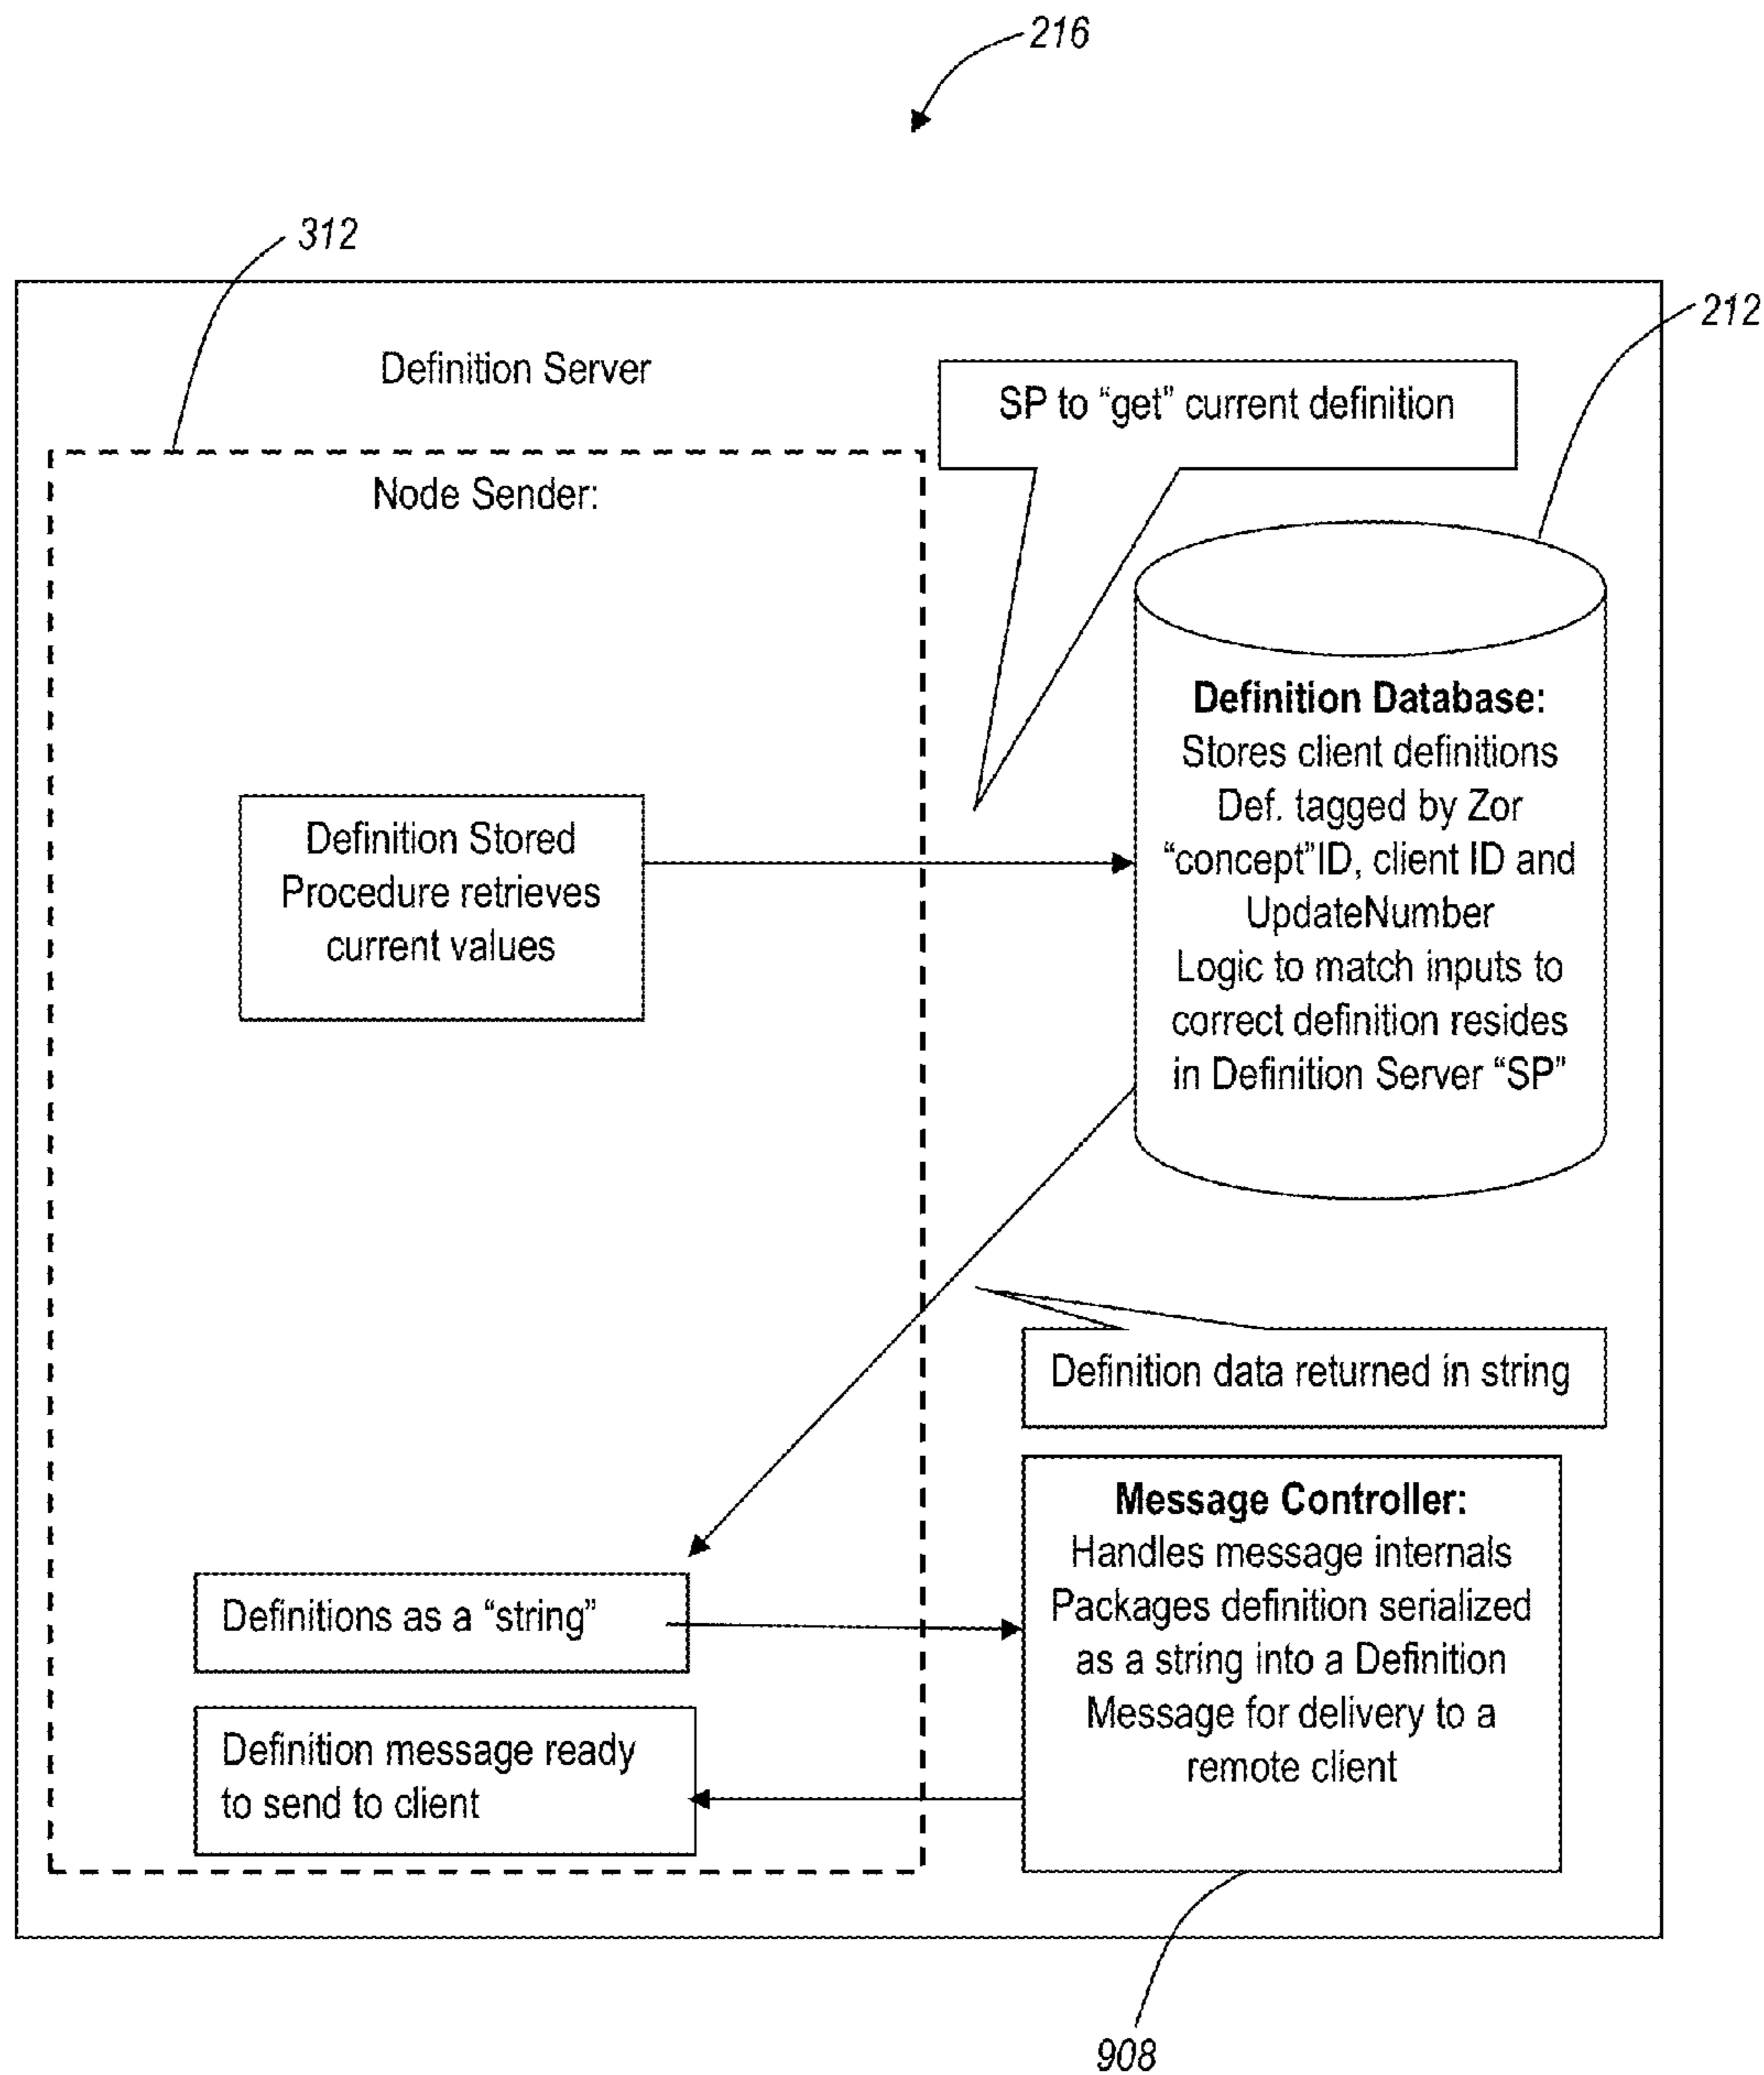 216
312
212
Definition Server
SP to “get” current definition
Node Sender:
Definition Database:
Stores client definitions
Def. tagged by Zor
“concept”ID, client ID and
UpdateNumber
Logic to match inputs to
correct definition resides
in Definition Server “SP”
Definition Stored
Procedure retrieves
current values
Definition data returned in string
Message Controller:
Handles message internals
Packages definition serialized
as a string into a Definition
Message for delivery to a
remote client
Definitions as a “string”
Definition message ready
to send to client
908